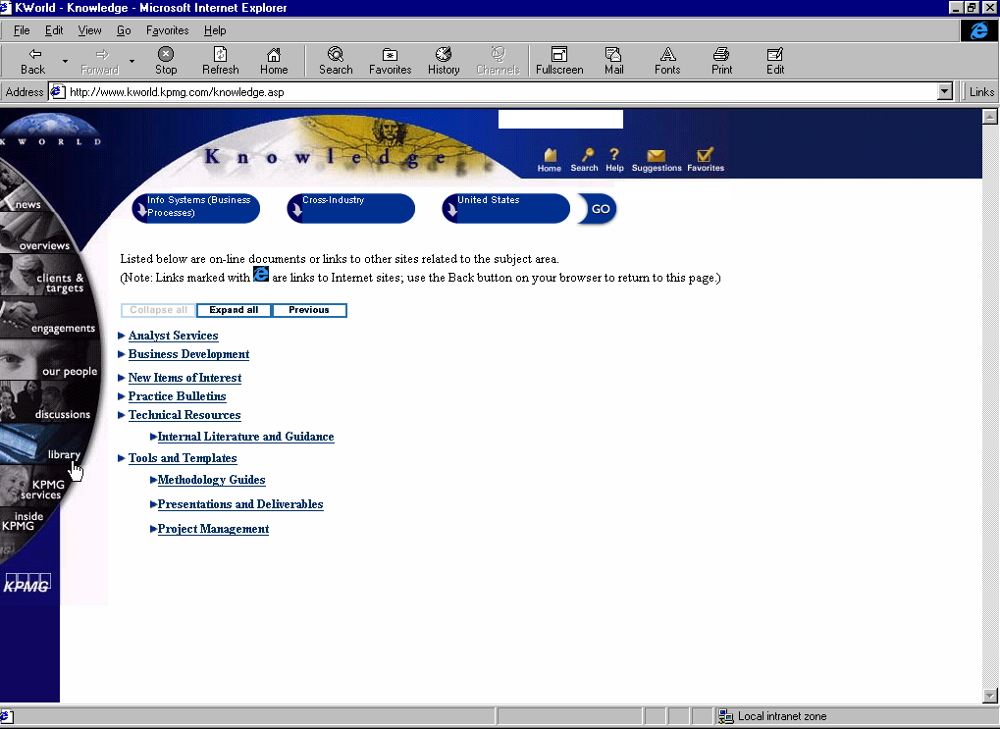 KWorld - Knowledge - Microsoft Internet Explorer
File Edit View Go Favorites Help
Back Forward Stop Refresh Home Search Favorites History Channels Fullscreen Mail Fonts Print Edit
Address http://www.kworld.kpmg.com/knowledge.asp Links
K W O R L D
Knowledge
Home Search Help Suggestions Favorites
news
overviews
clients &
targets
engagements
our people
discussions
library
KPMG
services
inside
KPMG
KPMG
Info Systems (Business
Processes)
Cross-Industry
United States
GO
Listed below are on-line documents or links to other sites related to the subject area.
(Note: Links marked with are links to Internet sites; use the Back button on your browser to return to this page.)
Collapse all Expand all Previous
Analyst Services
Business Development
New Items of Interest
Practice Bulletins
Technical Resources
Internal Literature and Guidance
Tools and Templates
Methodology Guides
Presentations and Deliverables
Project Management
Local intranet zone